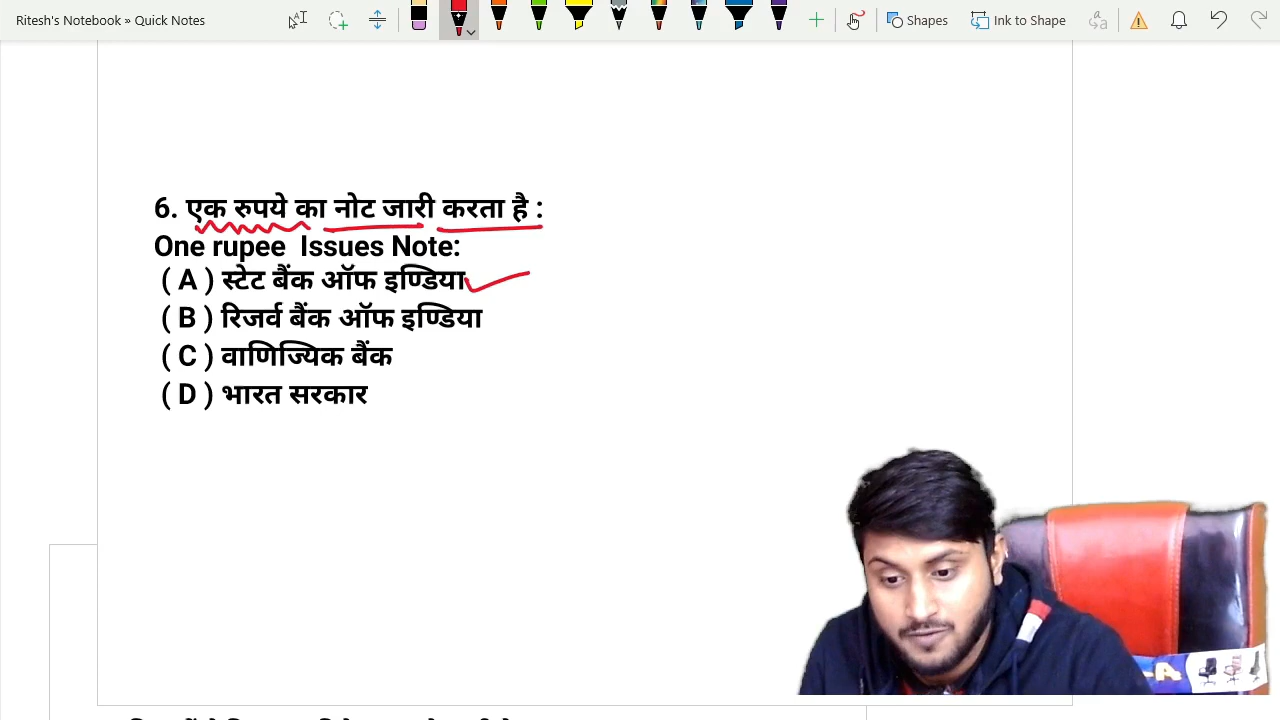 Ritesh's Notebook » Quick Notes
Shapes
Ink to Shape
6. एक रुपये का नोट जारी करता है :
One rupee Issues Note:
( A ) स्टेट बैंक ऑफ इण्डिया
( B ) रिजर्व बैंक ऑफ इण्डिया
( C ) वाणिज्यिक बैंक
( D ) भारत सरकार